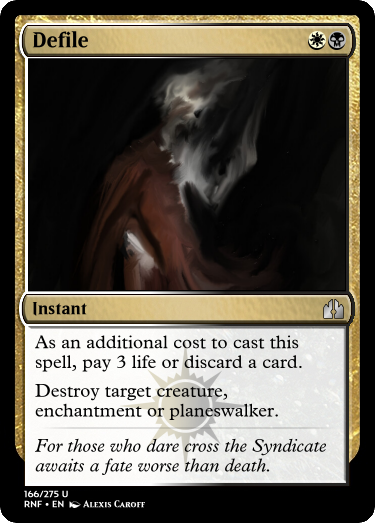 Defile
Instant
As an additional cost to cast this
spell, pay 3 life or discard a card.
Destroy target creature,
enchantment or planeswalker.
For those who dare cross the Syndicate
awaits a fate worse than death.
166/275 U
RNF • EN Alexis Caroff